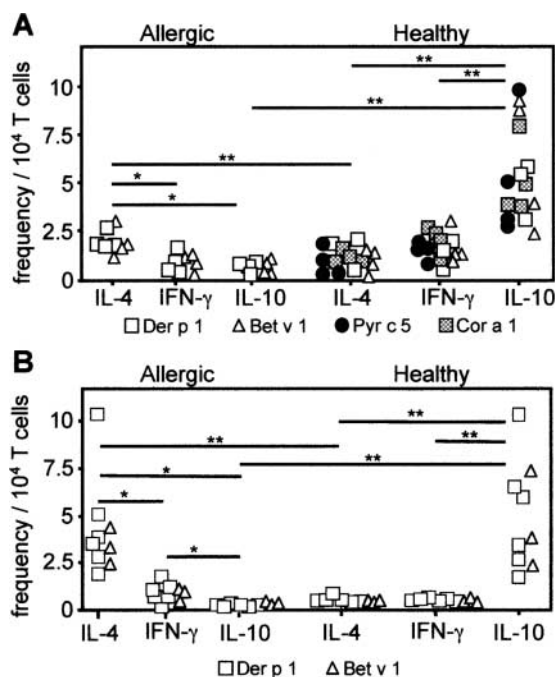 A
Allergic Healthy
frequency / 10⁴ T cells
10
7.5
5
2.5
0
** ** ** ** * *
IL-4 IFN-γ IL-10 IL-4 IFN-γ IL-10
Der p 1 Bet v 1 Pyr c 5 Cor a 1
B
Allergic Healthy
frequency / 10⁴ T cells
10
7.5
5
2.5
0
** ** ** ** * * *
IL-4 IFN-γ IL-10 IL-4 IFN-γ IL-10
Der p 1 Bet v 1